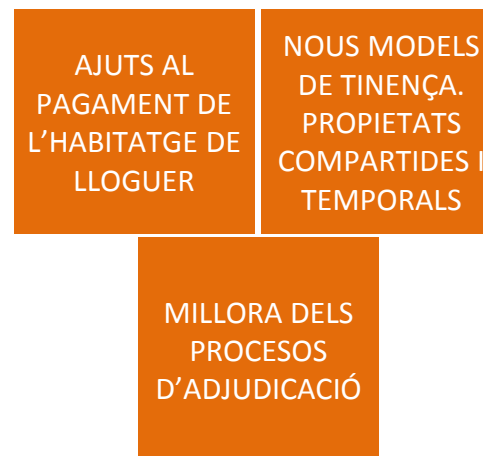 AJUTS AL
PAGAMENT DE
L’HABITATGE DE
LLOGUER
NOUS MODELS
DE TINENÇA.
PROPIETATS
COMPARTIDES I
TEMPORALS
MILLORA DELS
PROCESOS
D’ADJUDICACIÓ